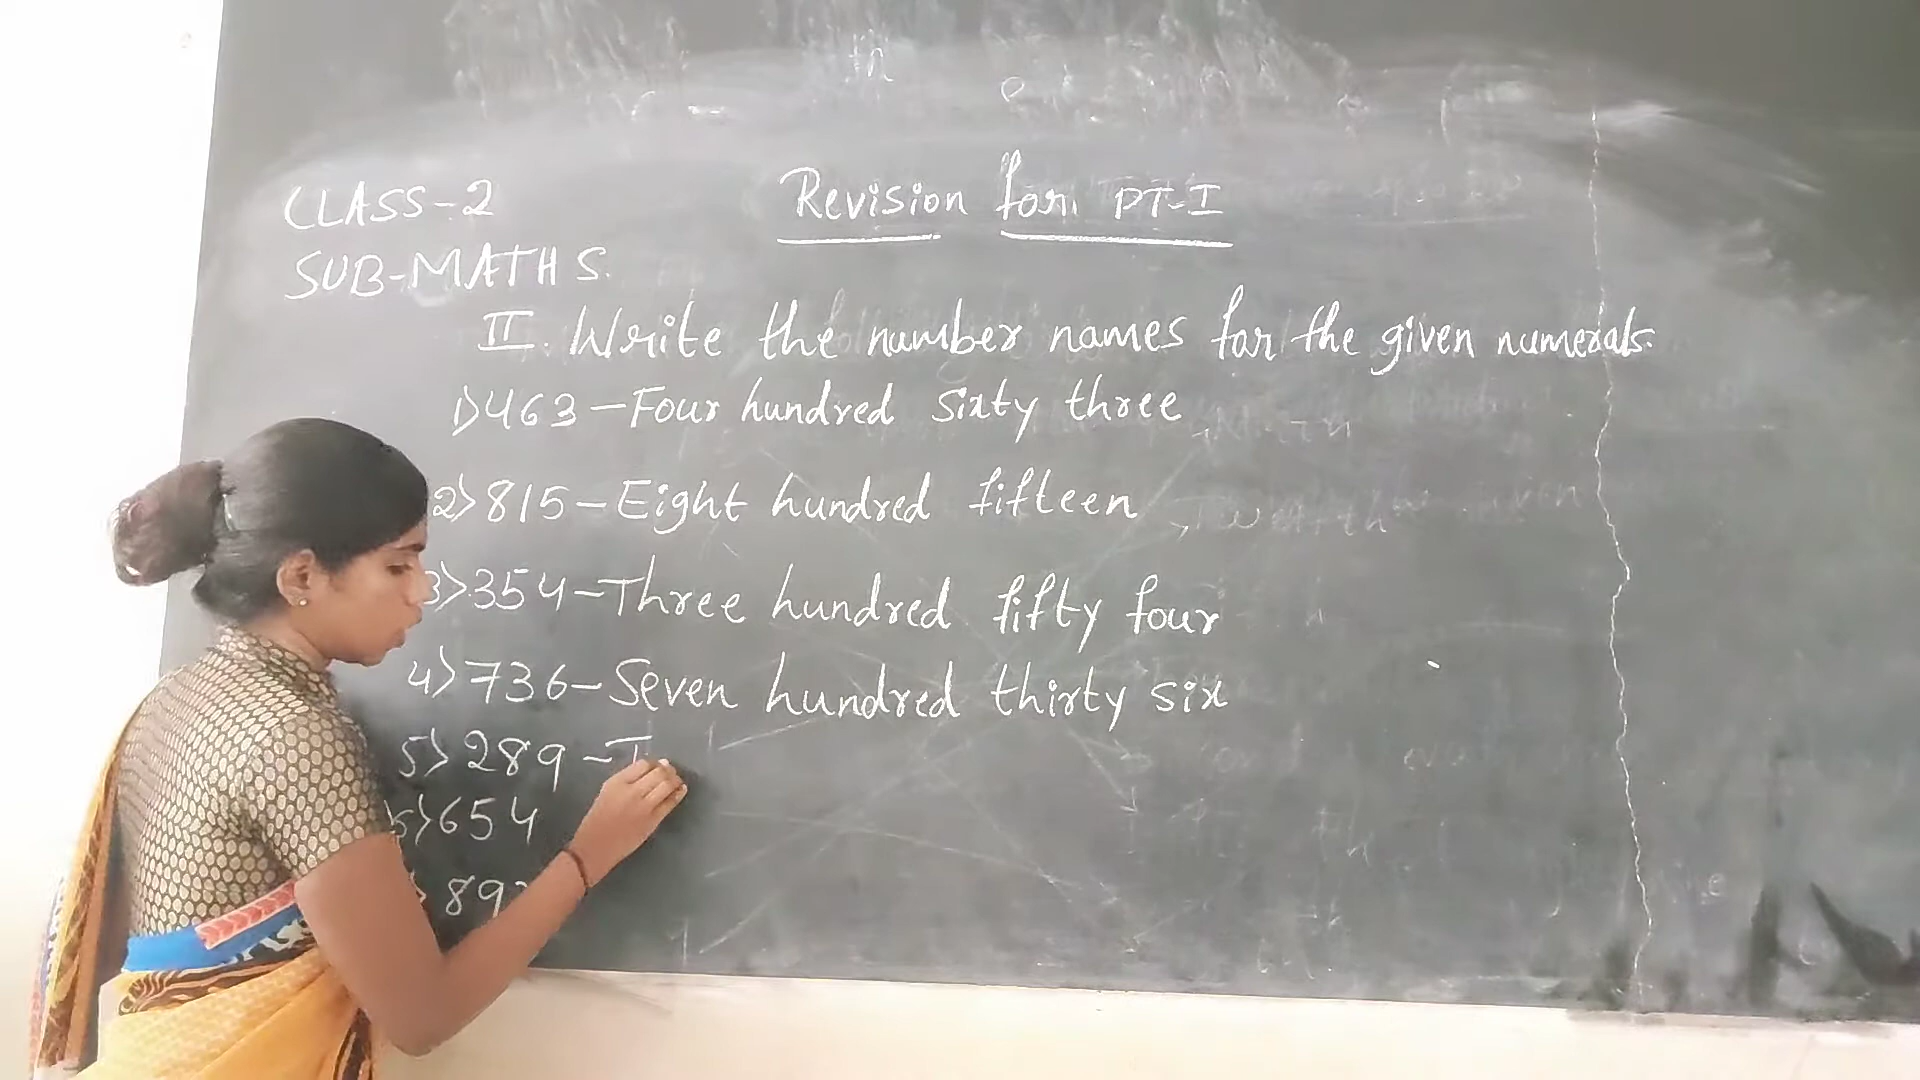 CLASS-2
Revision for PT-I
SUB-MATHS.
II. Write the number names for the given numerals.
1) 463 - Four hundred sixty three
2) 815 - Eight hundred fifteen
3) 354 - Three hundred fifty four
4) 736 - Seven hundred thirty six
5) 289 - T
6) 654